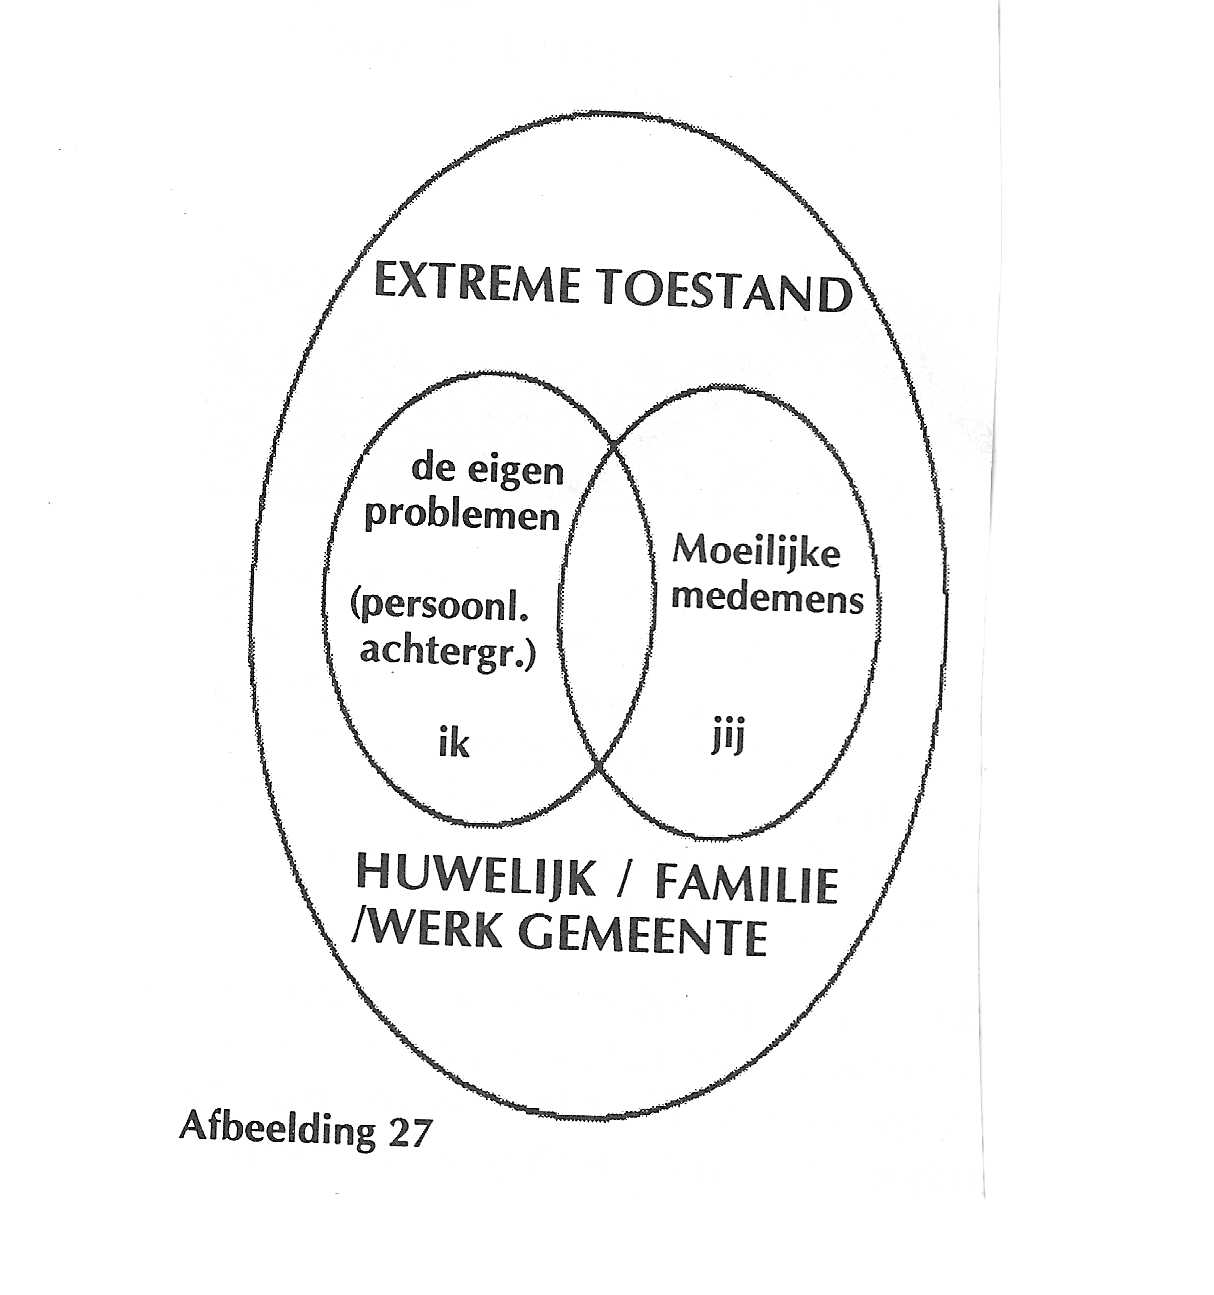 EXTREME TOESTAND
de eigen
problemen
(persoonl.
achtergr.)
ik
Moeilijke
medemens
jij
HUWELIJK / FAMILIE
/WERK GEMEENTE
Afbeelding 27